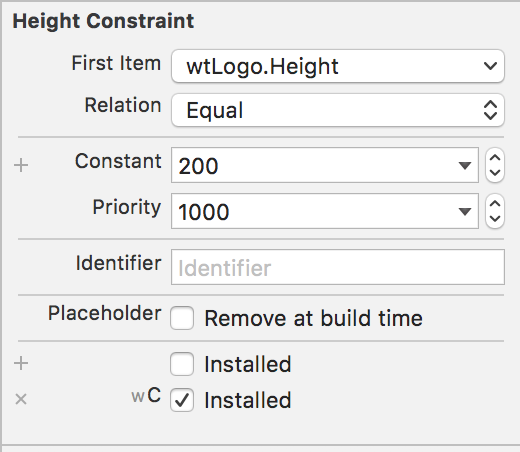 Height Constraint
First Item wtLogo.Height
Relation Equal
+ Constant 200
Priority 1000
Identifier Identifier
Placeholder Remove at build time
+ Installed
× wC Installed